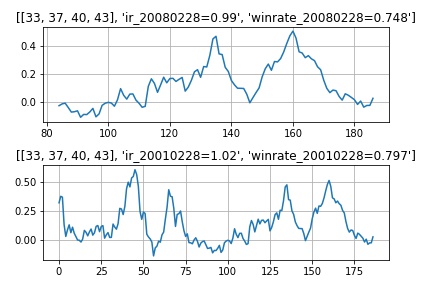 [[33, 37, 40, 43], 'ir_20080228=0.99', 'winrate_20080228=0.748']
0.4
0.2
0.0
80 100 120 140 160 180
[[33, 37, 40, 43], 'ir_20010228=1.02', 'winrate_20010228=0.797']
0.50
0.25
0.00
0 25 50 75 100 125 150 175